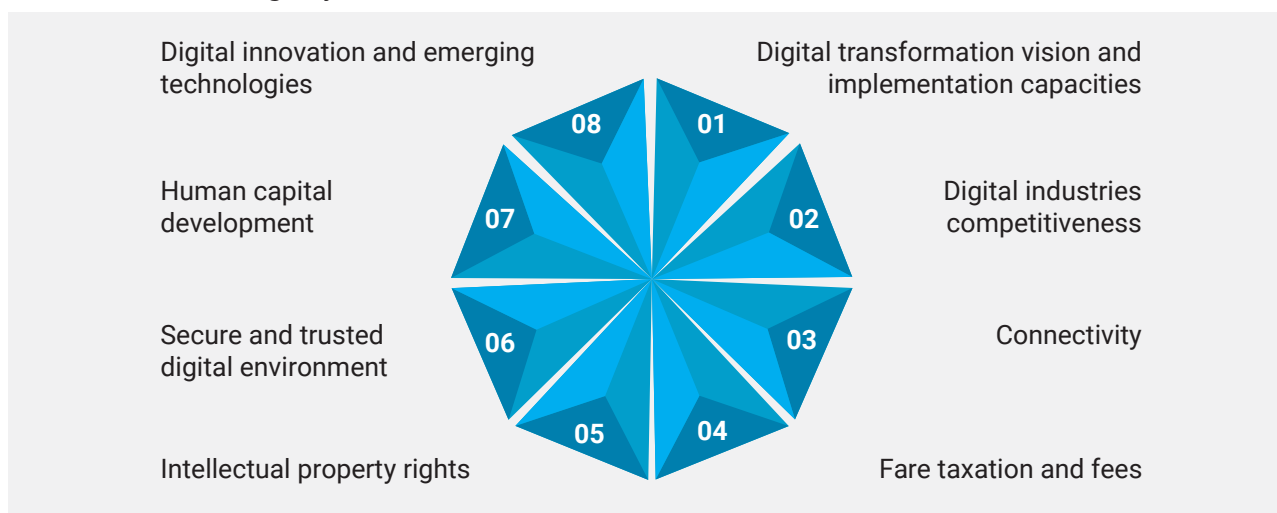 Digital innovation and emerging
technologies
Digital transformation vision and
implementation capacities
08
01
Human capital
development
07
02
Digital industries
competitiveness
Secure and trusted
digital environment
06
03
Connectivity
05
04
Intellectual property rights
Fare taxation and fees